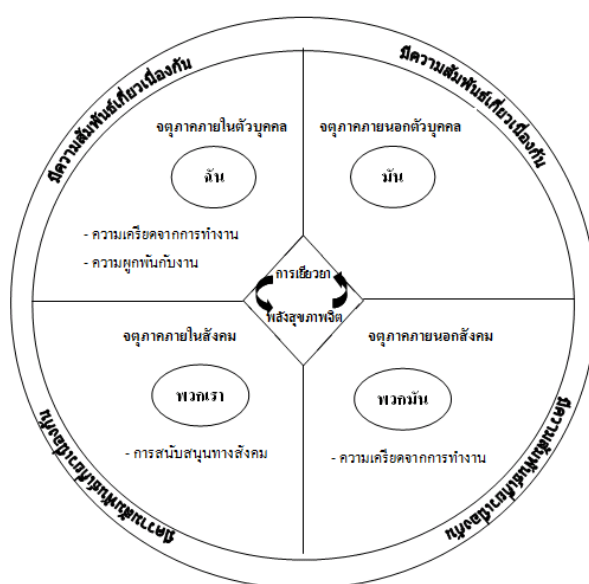 มีความสัมพันธ์เกี่ยวเนื่องกัน
มีความสัมพันธ์เกี่ยวเนื่องกัน
จตุภาคภายในตัวบุคคล
ฉัน
- ความเครียดจากการทำงาน
- ความผูกพันกับงาน
จตุภาคภายนอกตัวบุคคล
มัน
การเยียวยา
พลังสุขภาพจิต
จตุภาคภายในสังคม
พวกเรา
- การสนับสนุนทางสังคม
จตุภาคภายนอกสังคม
พวกมัน
- ความเครียดจากการทำงาน
มีความสัมพันธ์เกี่ยวเนื่องกัน
มีความสัมพันธ์เกี่ยวเนื่องกัน